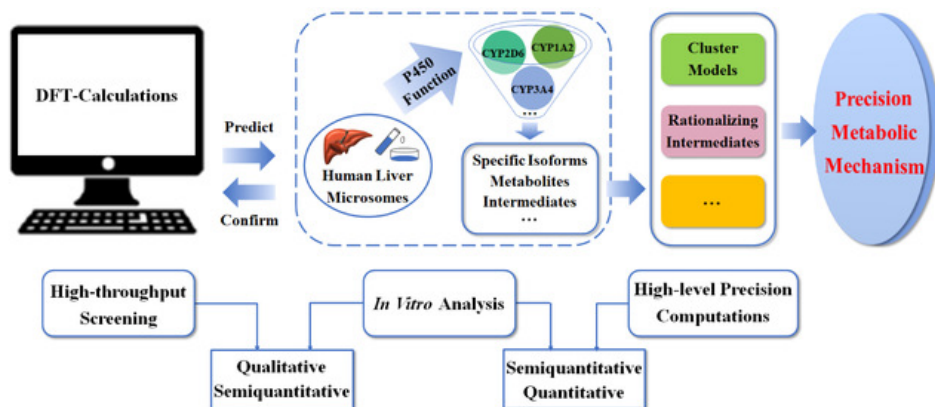 DFT-Calculations
Predict
Confirm
P450
Function
Human Liver
Microsomes
CYP2D6
CYP1A2
CYP3A4
...
Specific Isoforms
Metabolites
Intermediates
...
Cluster
Models
Rationalizing
Intermediates
...
Precision
Metabolic
Mechanism
High-throughput
Screening
In Vitro Analysis
High-level Precision
Computations
Qualitative
Semiquantitative
Semiquantitative
Quantitative